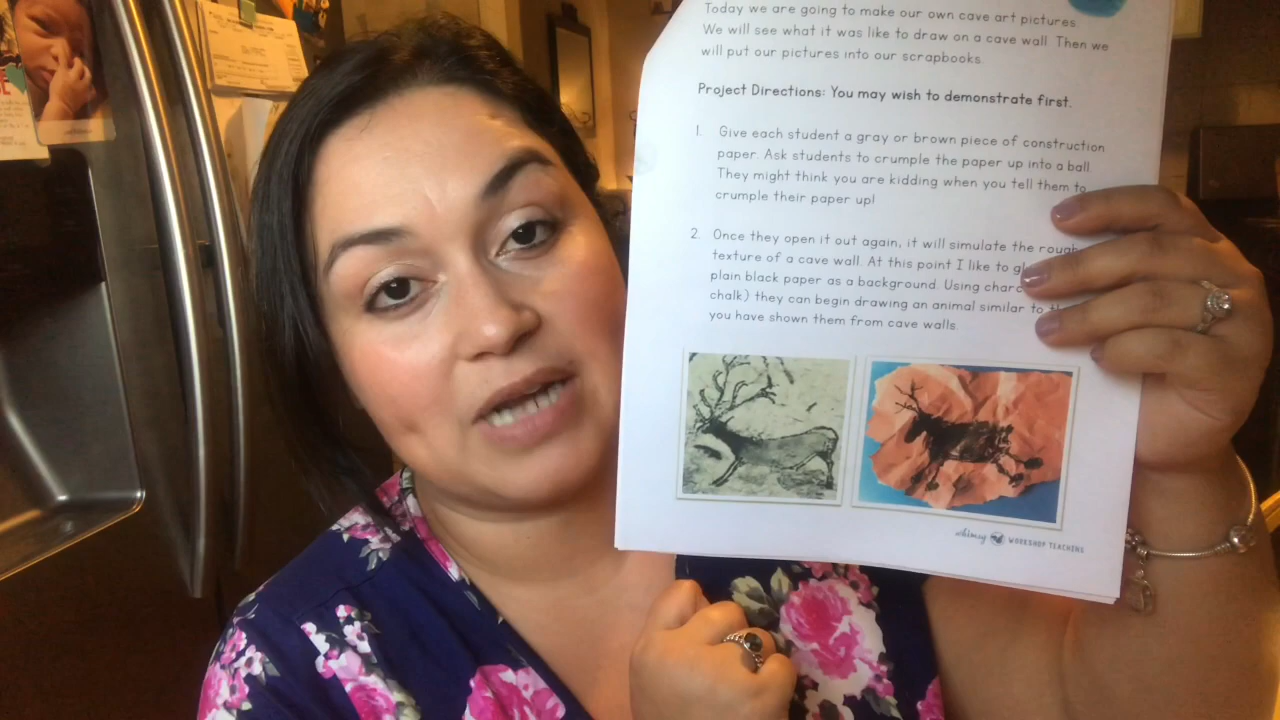 Today we are going to make our own cave art pictures.
We will see what it was like to draw on a cave wall. Then we
will put our pictures into our scrapbooks.
Project Directions: You may wish to demonstrate first.
1. Give each student a gray or brown piece of construction
paper. Ask students to crumple the paper up into a ball.
They might think you are kidding when you tell them to
crumple their paper up!
2. Once they open it out again, it will simulate the rough
texture of a cave wall. At this point I like to
plain black paper as a background. Using
chalk) they can begin drawing an animal similar to
you have shown them from cave walls.
whimsy WORKSHOP TEACHERS